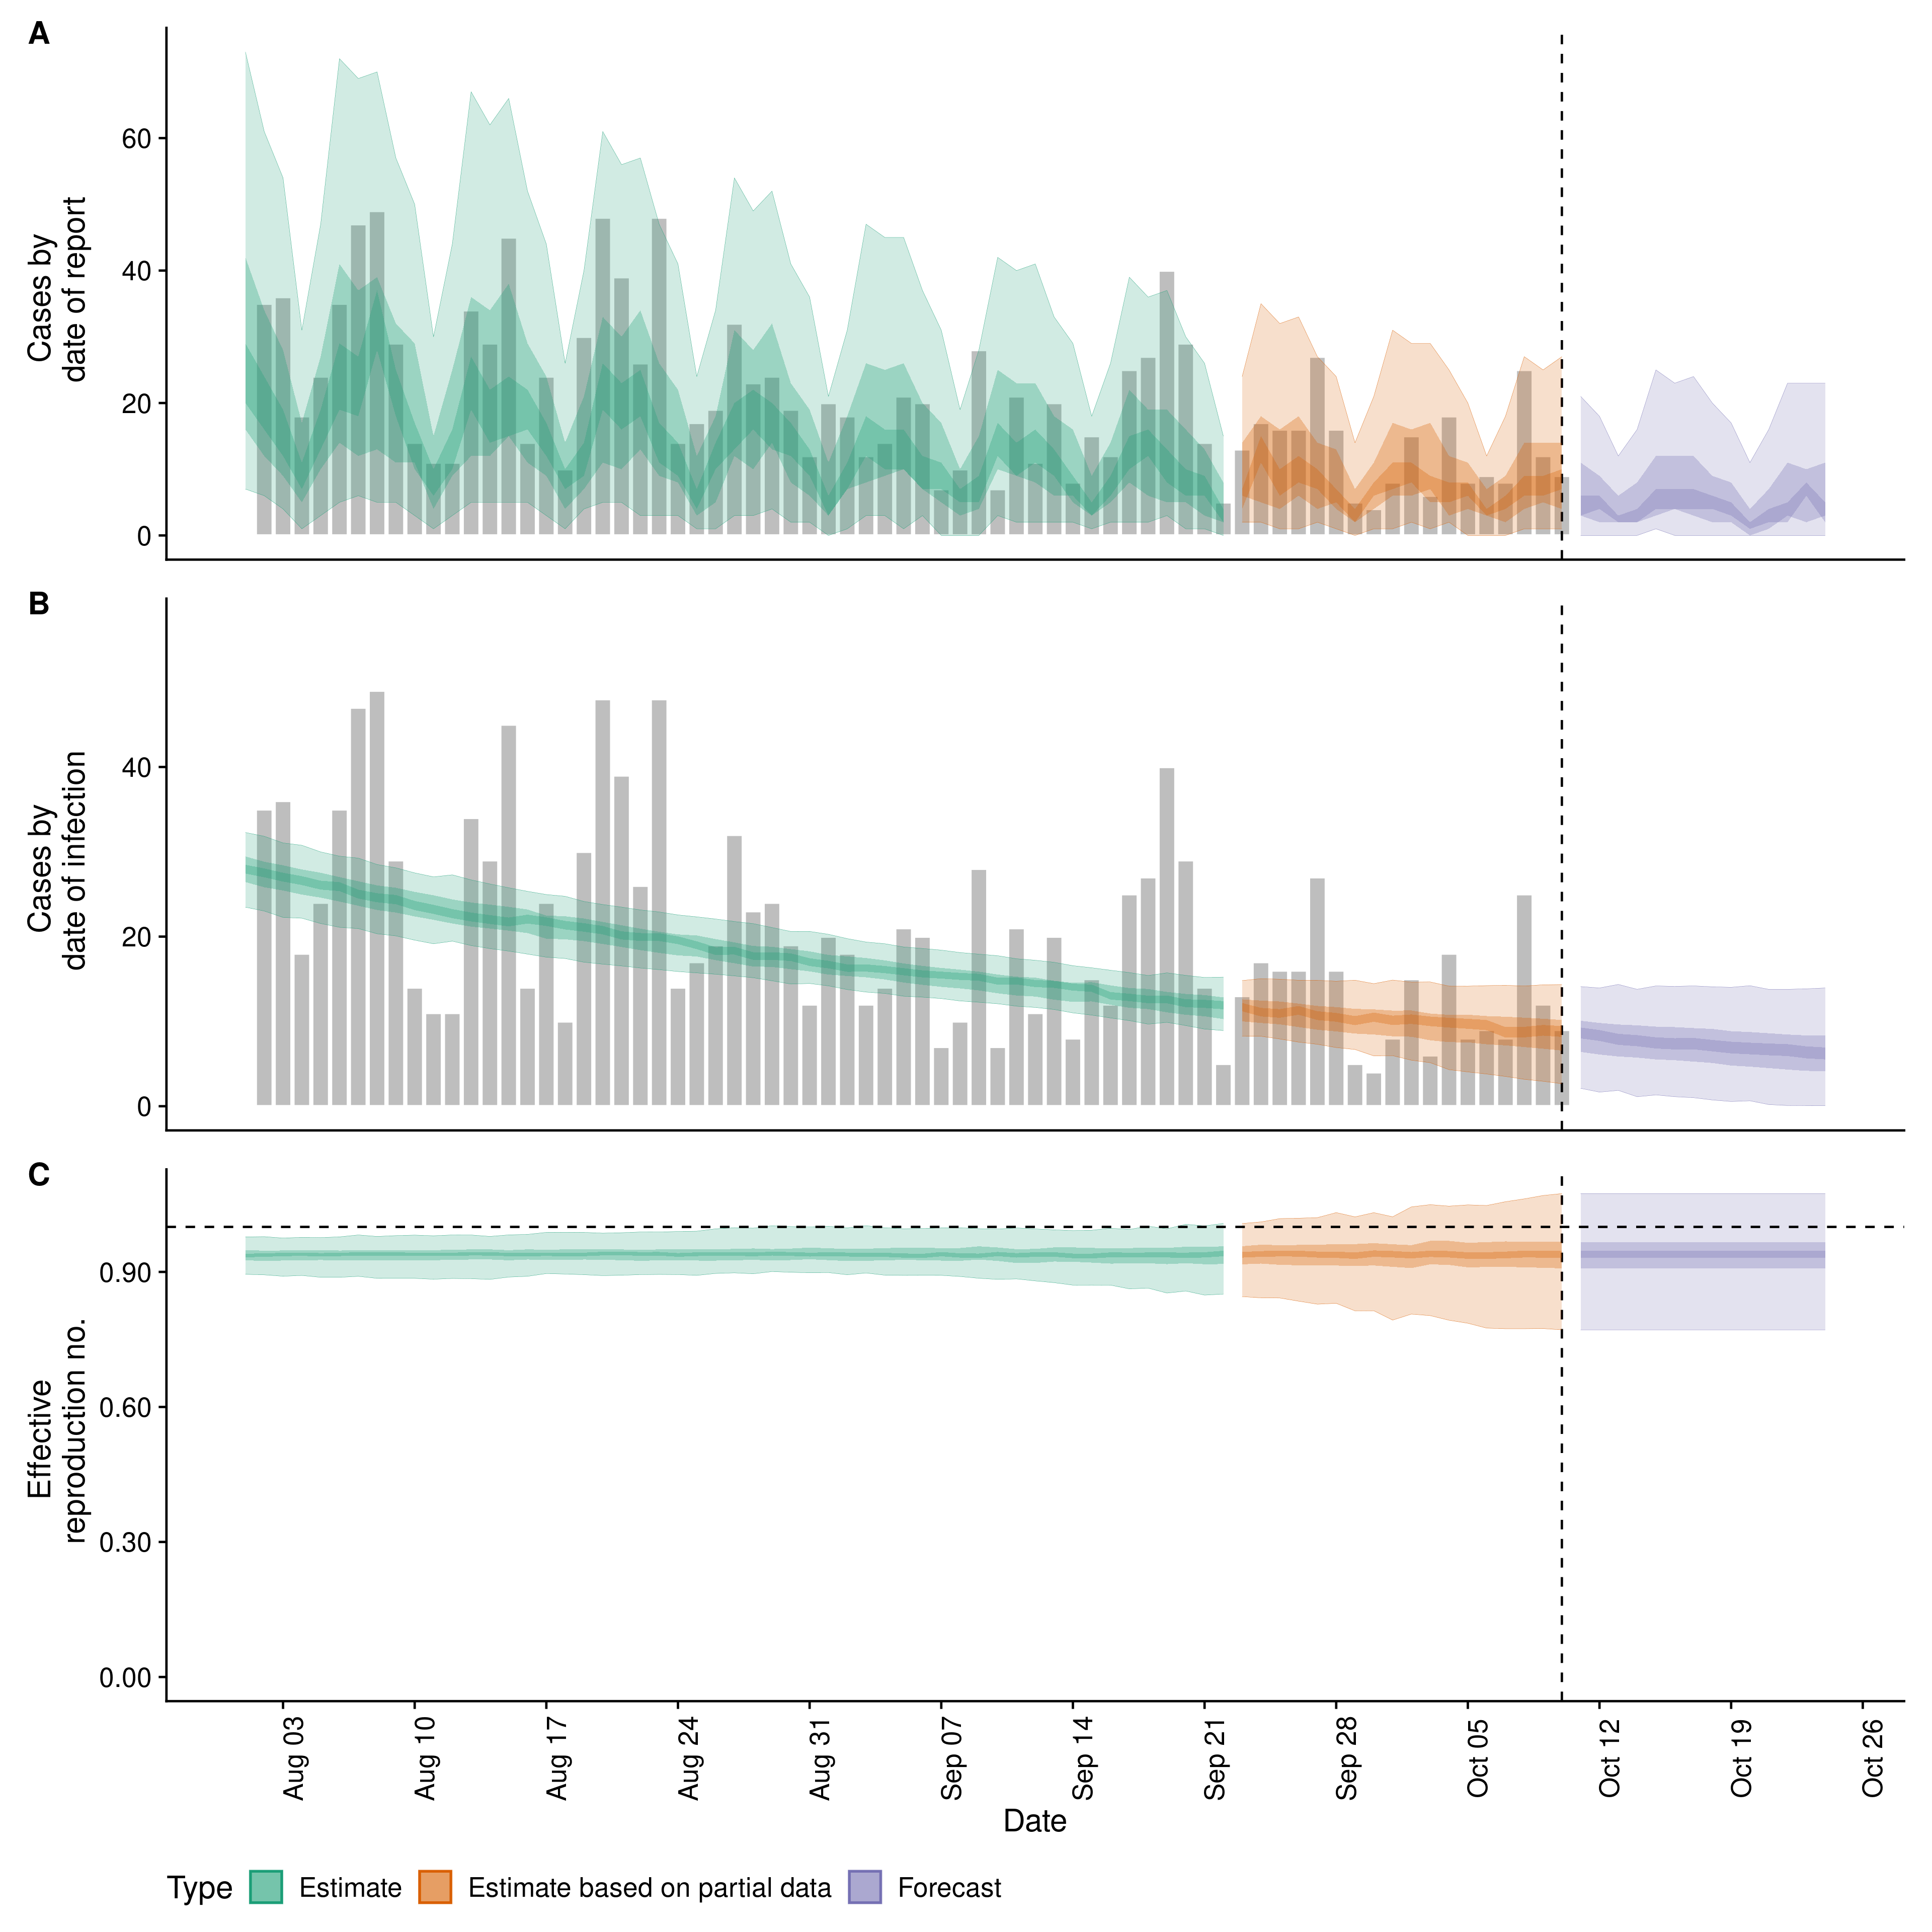 A
Cases by
date of report
60
40
20
0
B
Cases by
date of infection
40
20
0
C
Effective
reproduction no.
0.90
0.60
0.30
0.00
Aug 03
Aug 10
Aug 17
Aug 24
Aug 31
Sep 07
Sep 14
Sep 21
Sep 28
Oct 05
Oct 12
Oct 19
Oct 26
Date
Type Estimate Estimate based on partial data Forecast